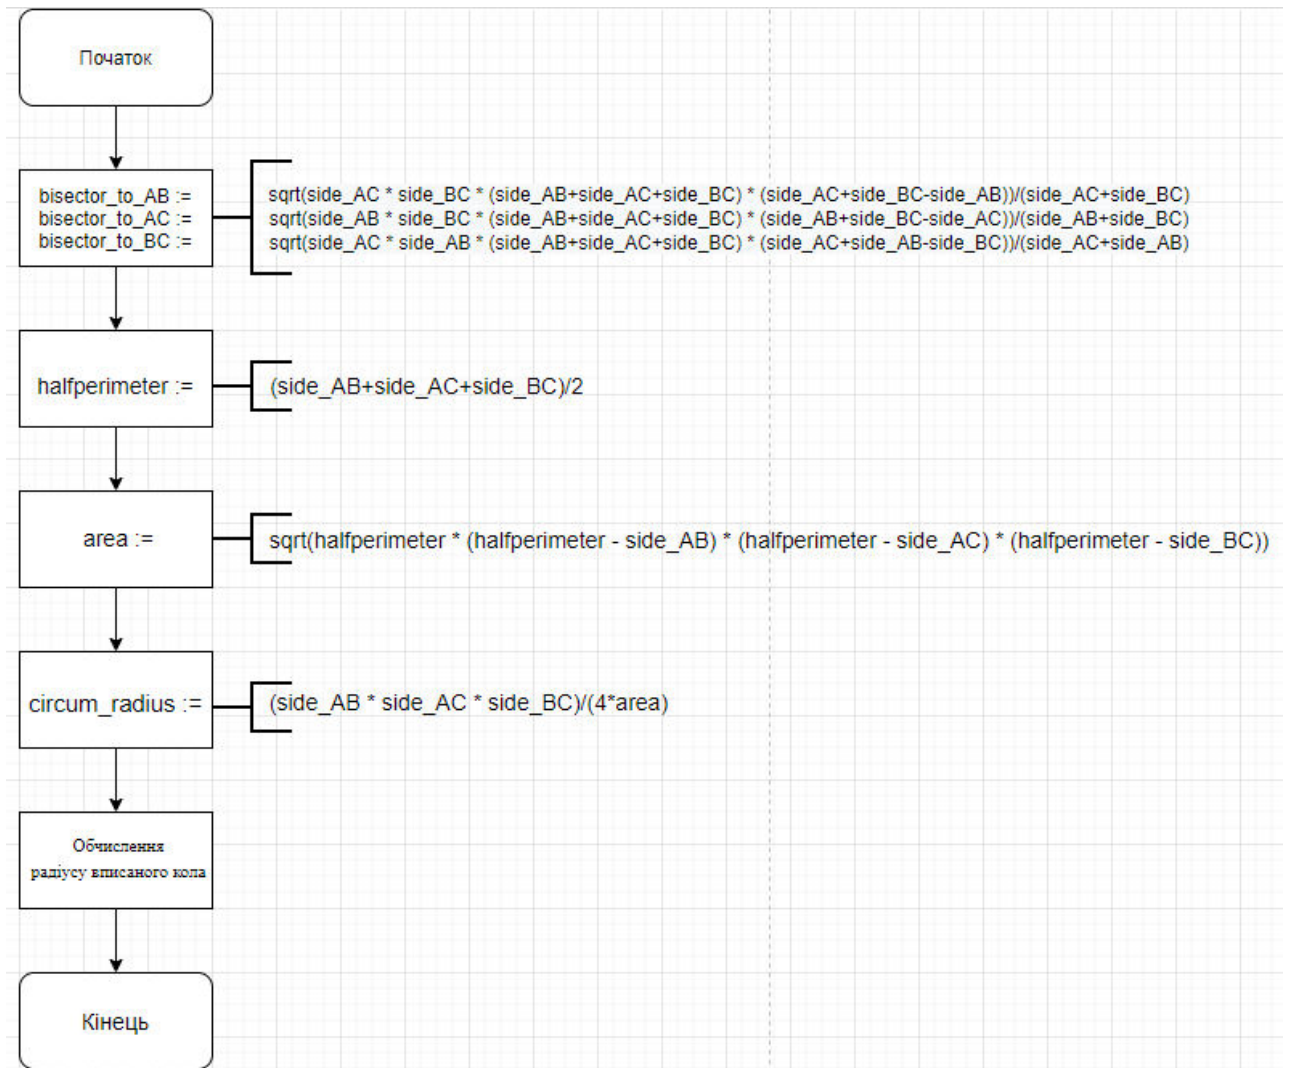 Початок
bisector_to_AB :=
bisector_to_AC :=
bisector_to_BC :=
sqrt(side_AC * side_BC * (side_AB+side_AC+side_BC) * (side_AC+side_BC-side_AB))/(side_AC+side_BC)
sqrt(side_AB * side_BC * (side_AB+side_AC+side_BC) * (side_AB+side_BC-side_AC))/(side_AB+side_BC)
sqrt(side_AC * side_AB * (side_AB+side_AC+side_BC) * (side_AC+side_AB-side_BC))/(side_AC+side_AB)
halfperimeter :=
(side_AB+side_AC+side_BC)/2
area :=
sqrt(halfperimeter * (halfperimeter - side_AB) * (halfperimeter - side_AC) * (halfperimeter - side_BC))
circum_radius :=
(side_AB * side_AC * side_BC)/(4*area)
Обчислення
радіусу вписаного кола
Кінець